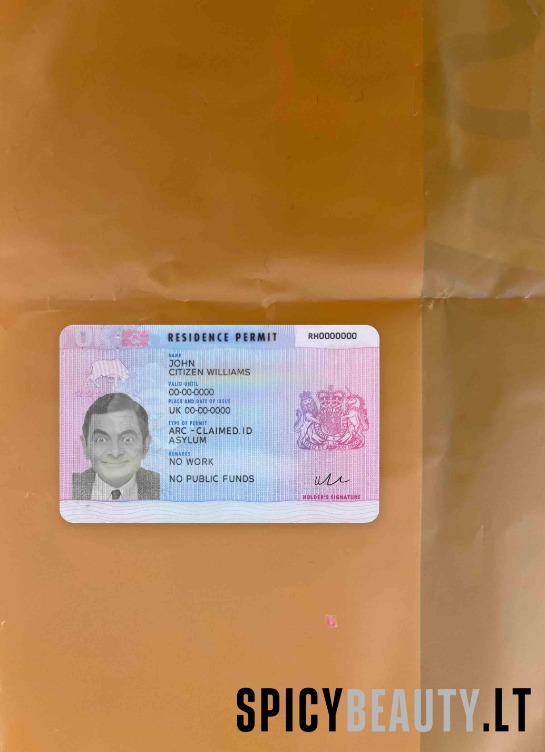 UK
RESIDENCE PERMIT
RH0000000
NAME
JOHN
CITIZEN WILLIAMS
VALID UNTIL
00-00-0000
PLACE AND DATE OF ISSUE
UK 00-00-0000
TYPE OF PERMIT
ARC -CLAIMED.ID
ASYLUM
REMARKS
NO WORK
NO PUBLIC FUNDS
HOLDER'S SIGNATURE
SPICYBEAUTY.LT